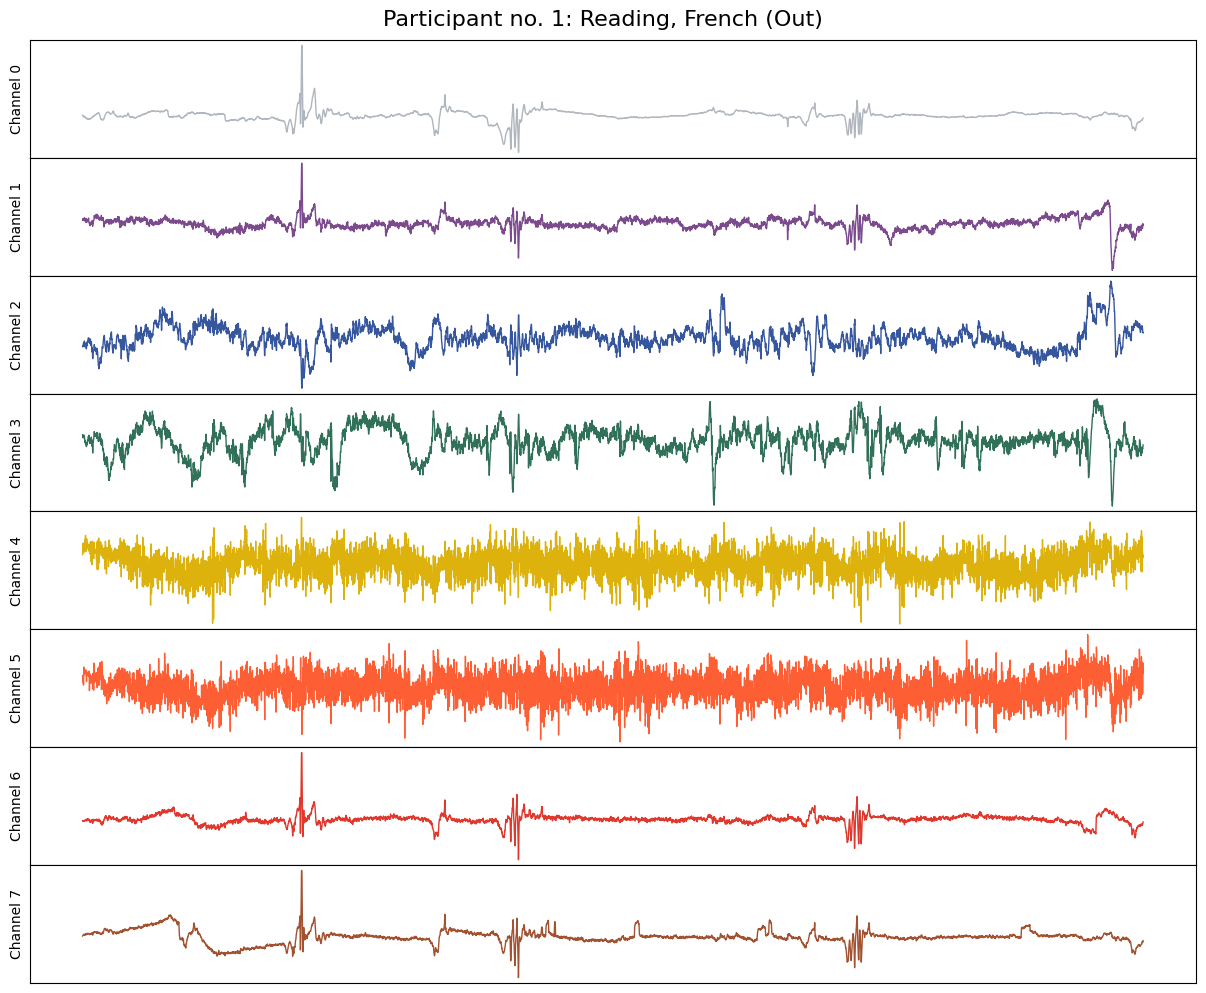 Participant no. 1: Reading, French (Out)
Channel 0
Channel 1
Channel 2
Channel 3
Channel 4
Channel 5
Channel 6
Channel 7